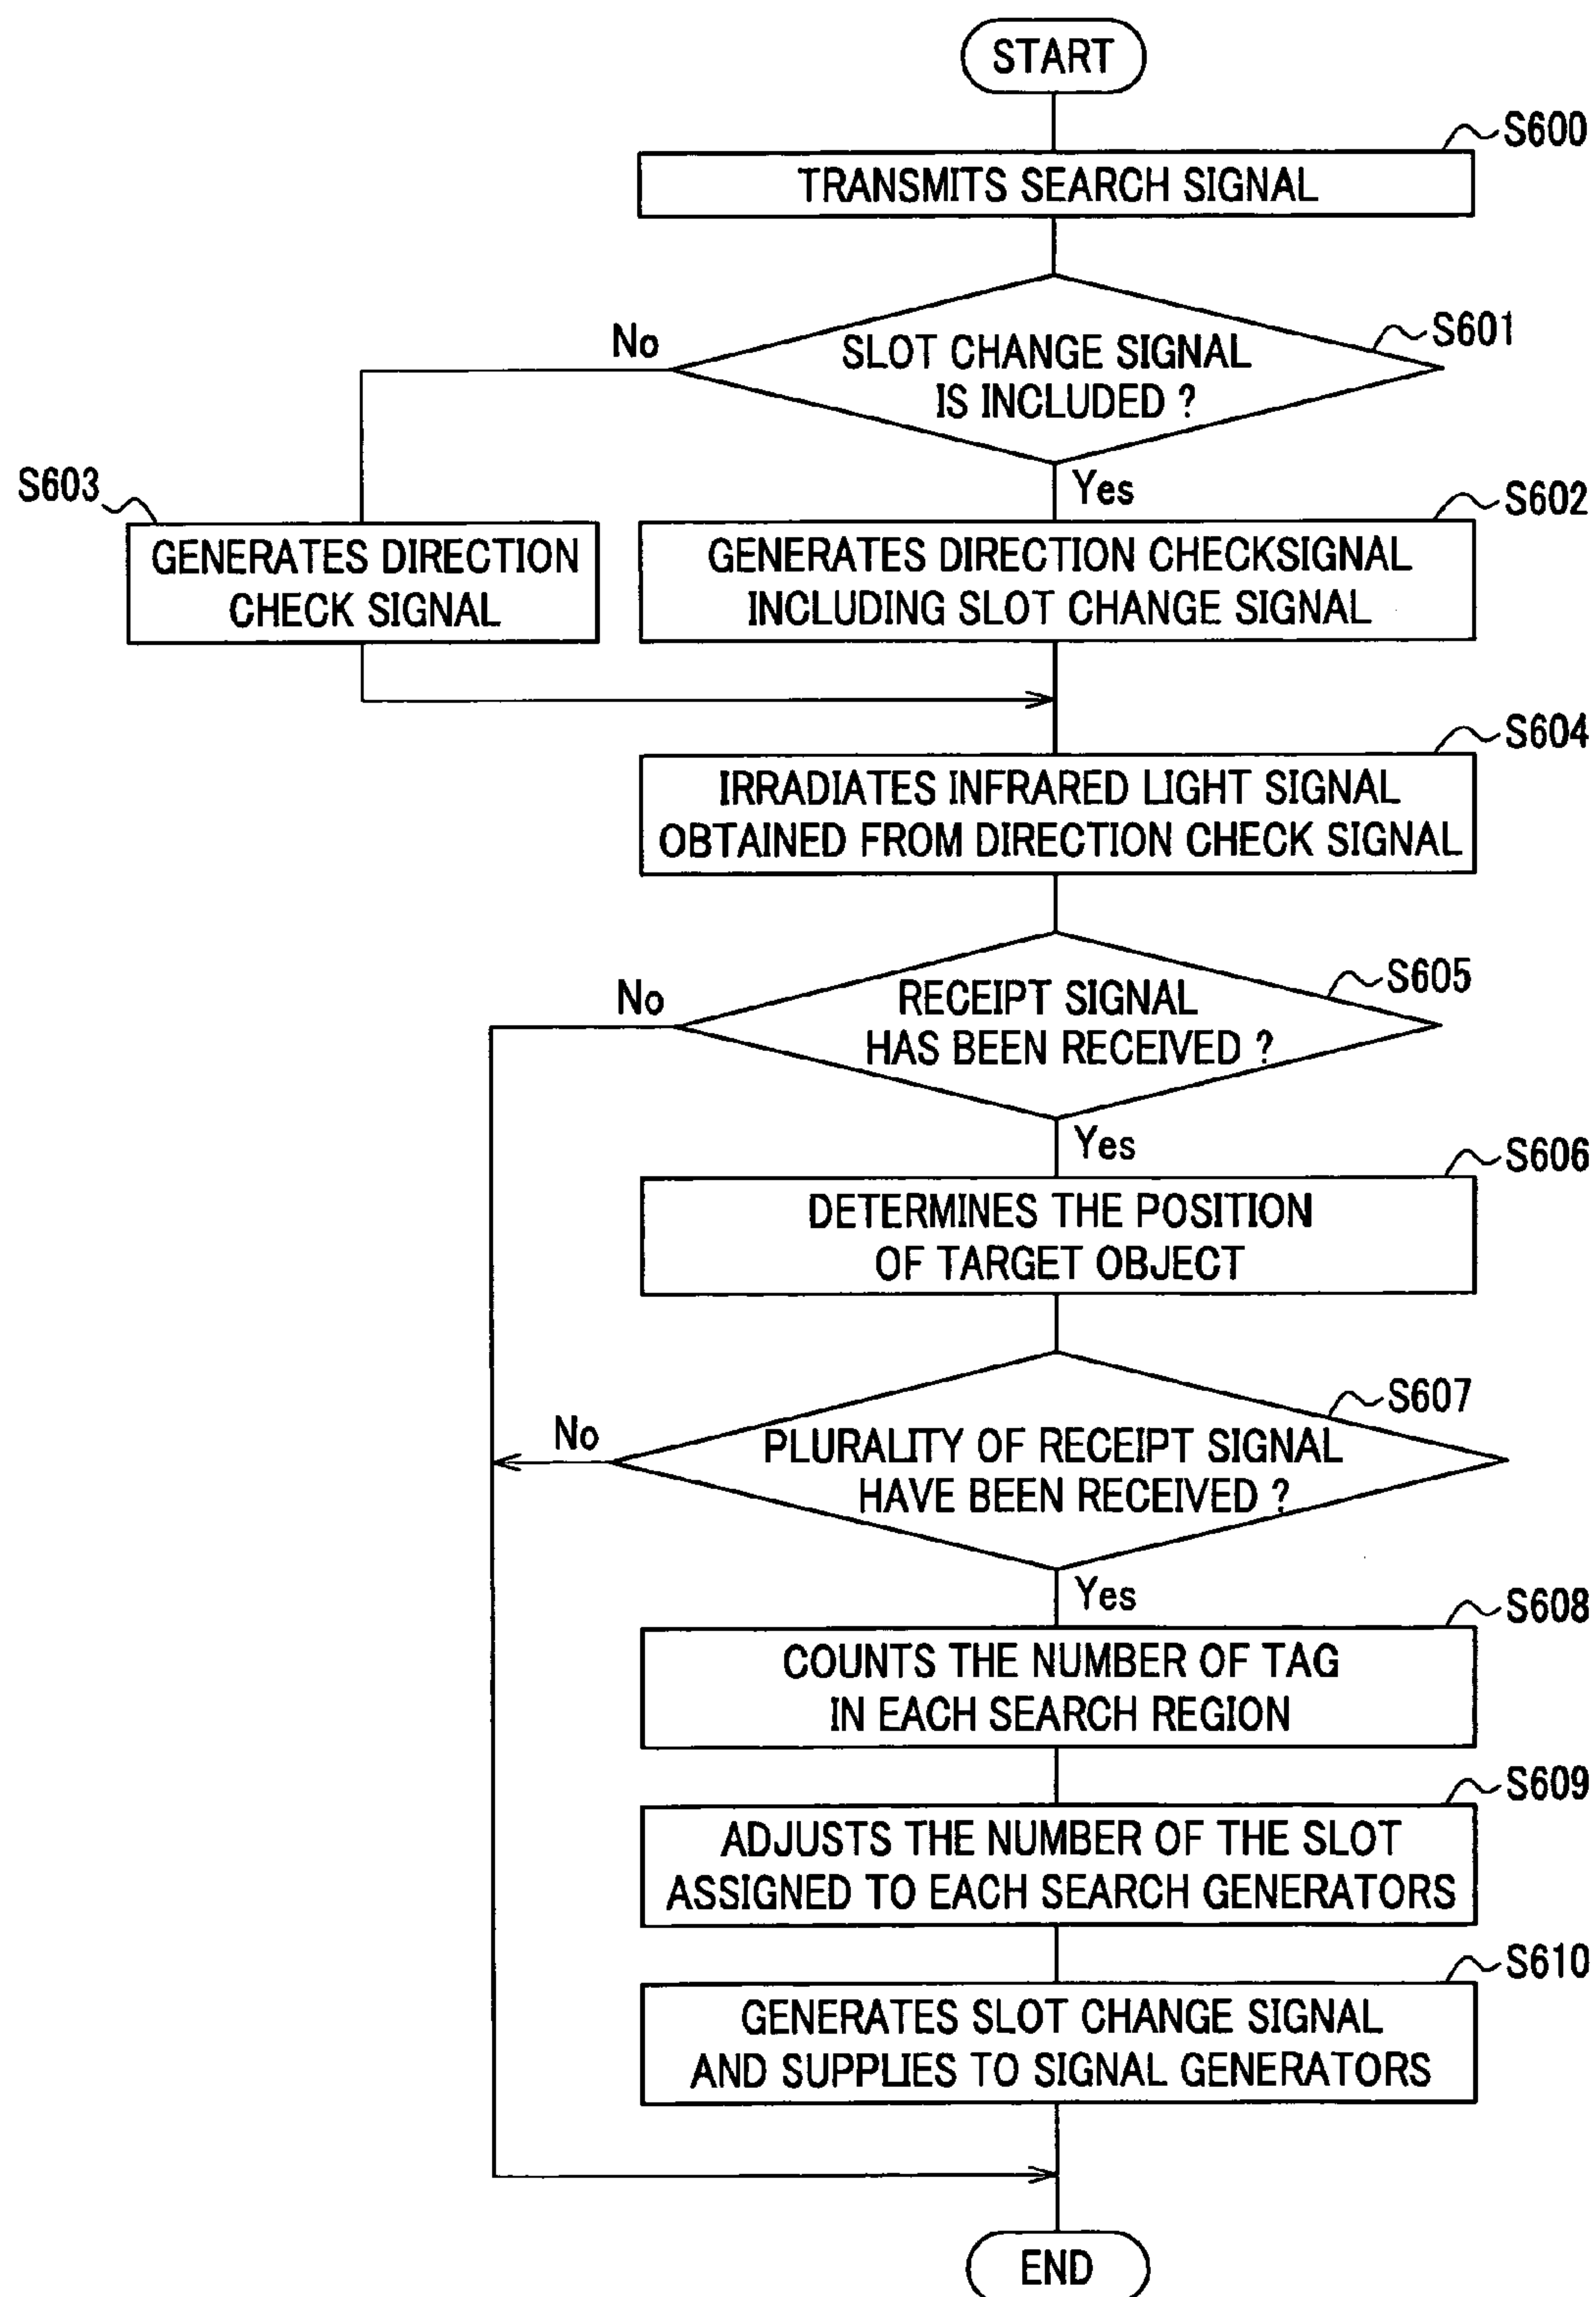 START
S600
TRANSMITS SEARCH SIGNAL
S601
No
SLOT CHANGE SIGNAL
IS INCLUDED ?
Yes
S603
S602
GENERATES DIRECTION
CHECK SIGNAL
GENERATES DIRECTION CHECKSIGNAL
INCLUDING SLOT CHANGE SIGNAL
S604
IRRADIATES INFRARED LIGHT SIGNAL
OBTAINED FROM DIRECTION CHECK SIGNAL
S605
No
RECEIPT SIGNAL
HAS BEEN RECEIVED ?
Yes
S606
DETERMINES THE POSITION
OF TARGET OBJECT
S607
No
PLURALITY OF RECEIPT SIGNAL
HAVE BEEN RECEIVED ?
Yes
S608
COUNTS THE NUMBER OF TAG
IN EACH SEARCH REGION
S609
ADJUSTS THE NUMBER OF THE SLOT
ASSIGNED TO EACH SEARCH GENERATORS
S610
GENERATES SLOT CHANGE SIGNAL
AND SUPPLIES TO SIGNAL GENERATORS
END